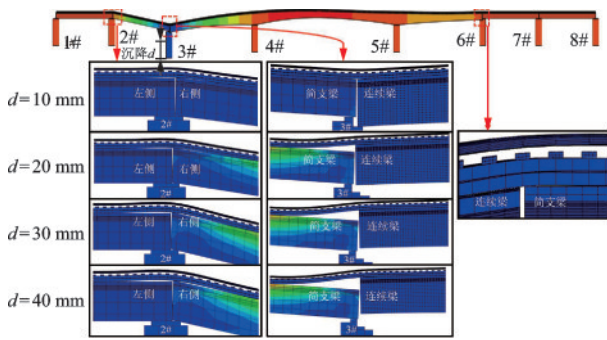 1# 2# 3# 4# 5# 6# 7# 8#
沉降d
d=10 mm 左侧 右侧 2# 简支梁 连续梁 3#
d=20 mm 左侧 右侧 2# 简支梁 连续梁 3#
连续梁 简支梁
d=30 mm 左侧 右侧 2# 简支梁 连续梁 3#
d=40 mm 左侧 右侧 2# 简支梁 连续梁 3#